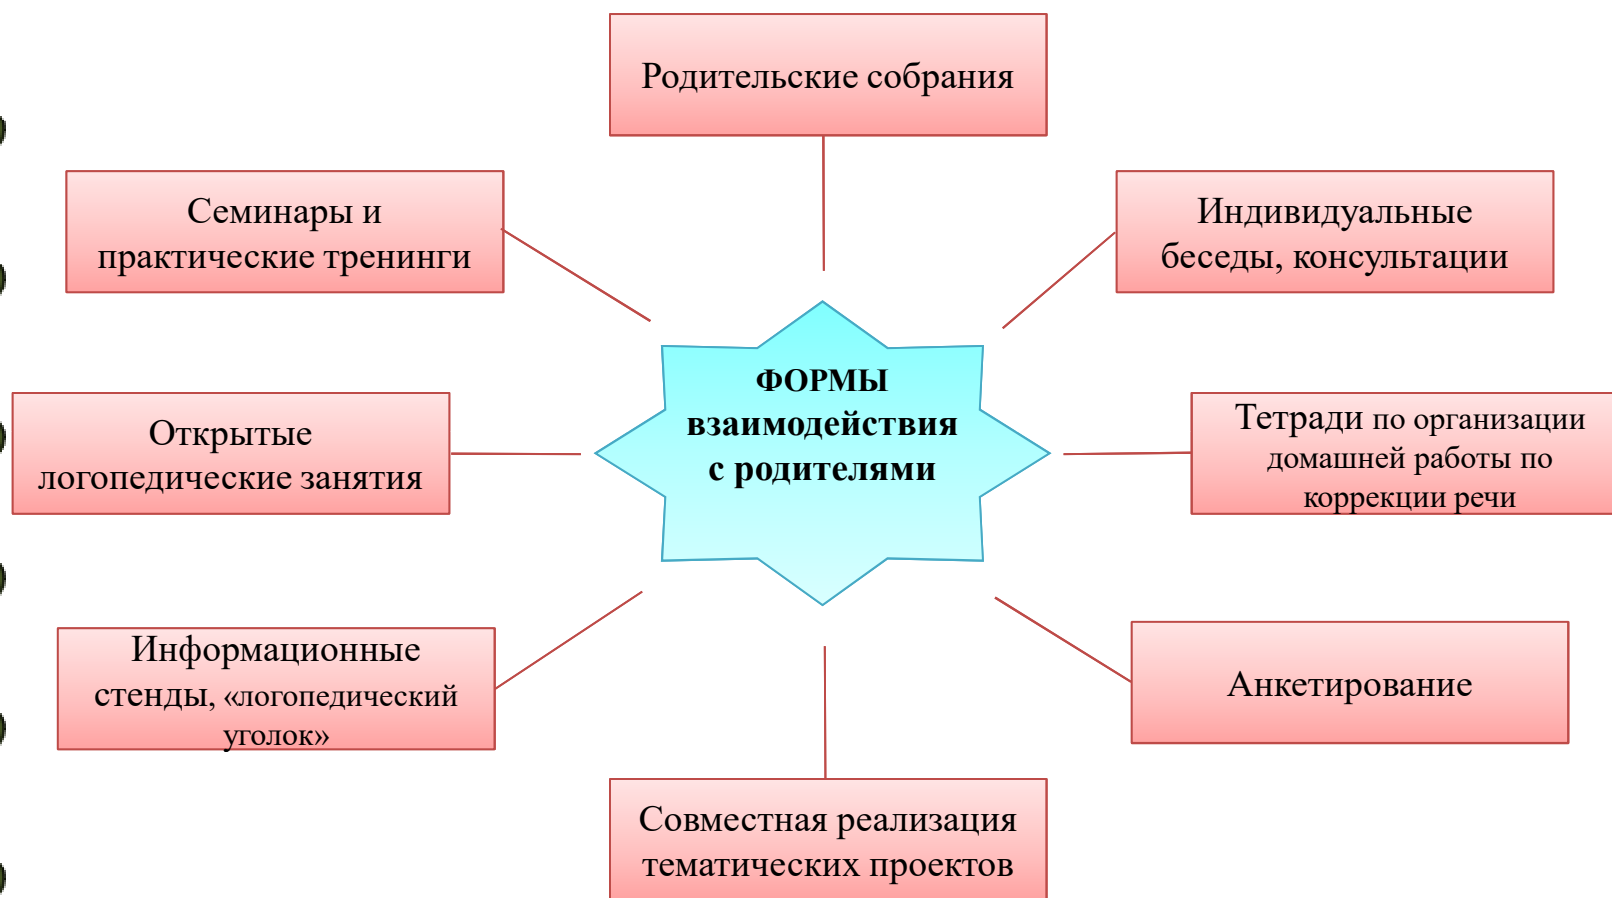 Родительские собрания
Семинары и
практические тренинги
Индивидуальные
беседы, консультации
ФОРМЫ
взаимодействия
с родителями
Открытые
логопедические занятия
Тетради по организации
домашней работы по
коррекции речи
Информационные
стенды, «логопедический
уголок»
Анкетирование
Совместная реализация
тематических проектов